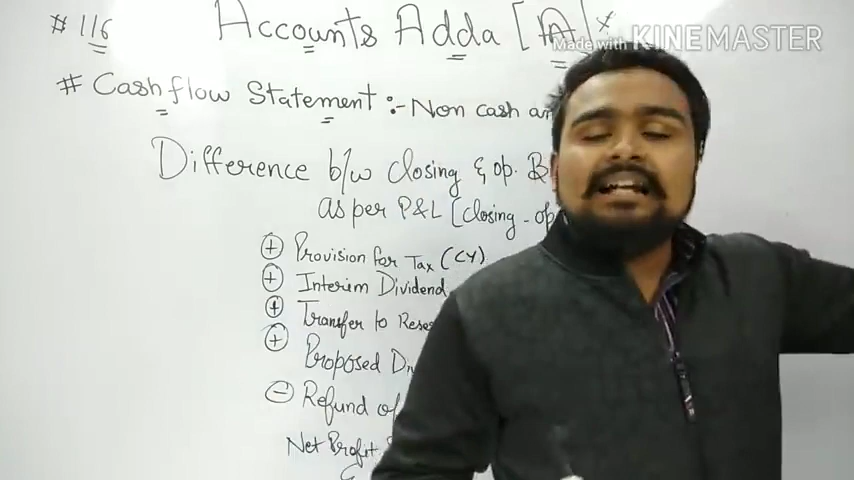 # 116 Accounts Adda [A]
Made with KINEMASTER
# Cash flow Statement :- Non cash an
Difference b/w closing & op. B
as per P&L [closing - op
+ Provision for Tax (CY)
+ Interim Dividend
+ Transfer to Rese
+ Proposed Di
- Refund of
Net Profit